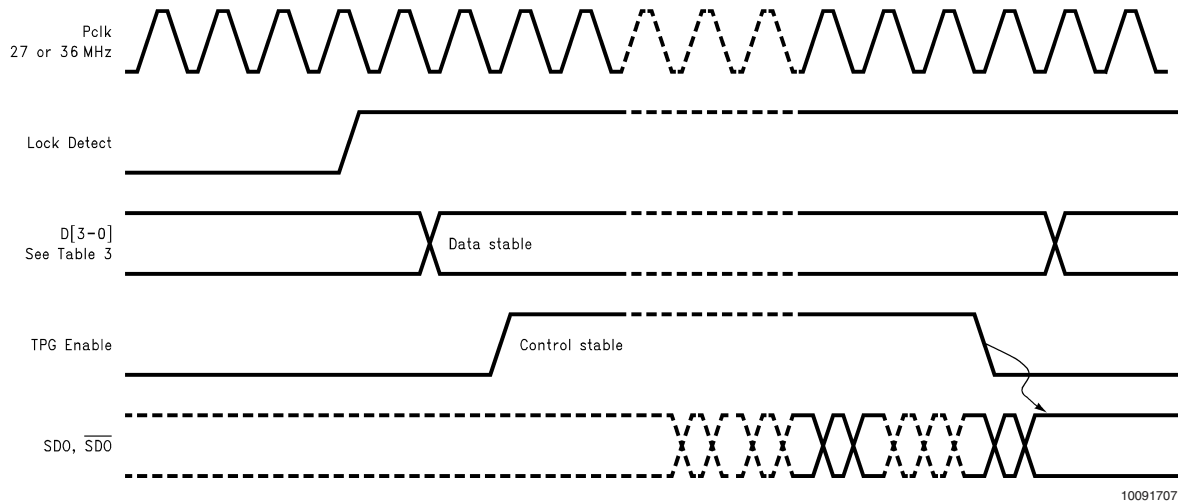 Pclk
27 or 36 MHz
Lock Detect
D[3-0]
See Table 3
Data stable
TPG Enable
Control stable
SDO, S̅D̅O̅
10091707